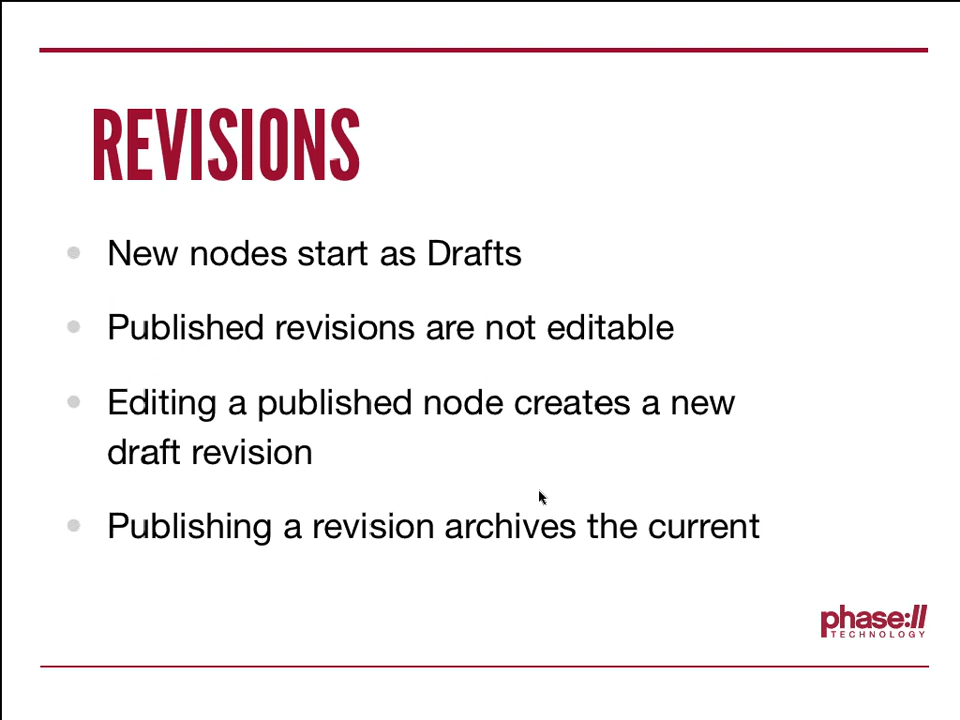 REVISIONS
New nodes start as Drafts
Published revisions are not editable
Editing a published node creates a new
draft revision
Publishing a revision archives the current
phase:II
TECHNOLOGY